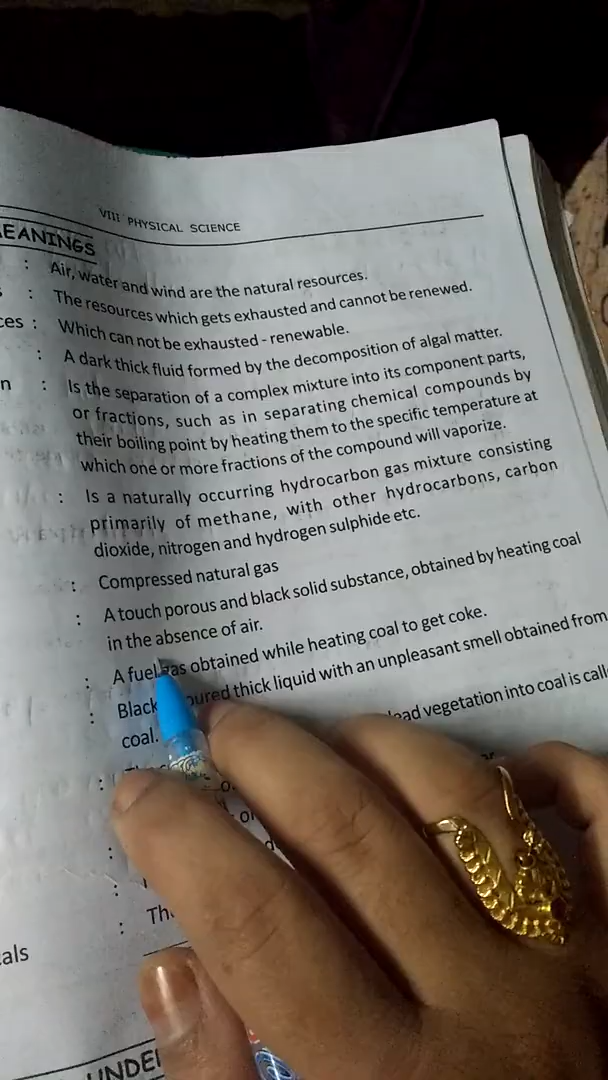 VIII PHYSICAL SCIENCE
MEANINGS
: Air, water and wind are the natural resources.
: The resources which gets exhausted and cannot be renewed.
: Which can not be exhausted - renewable.
: A dark thick fluid formed by the decomposition of algal matter.
: Is the separation of a complex mixture into its component parts,
or fractions, such as in separating chemical compounds by
their boiling point by heating them to the specific temperature at
which one or more fractions of the compound will vaporize.
: Is a naturally occurring hydrocarbon gas mixture consisting
primarily of methane, with other hydrocarbons, carbon
dioxide, nitrogen and hydrogen sulphide etc.
: Compressed natural gas
: A touch porous and black solid substance, obtained by heating coal
in the absence of air.
: A fuel gas obtained while heating coal to get coke.
: Black thick liquid with an unpleasant smell obtained from
coal.
: vegetation into coal is
:
:
: